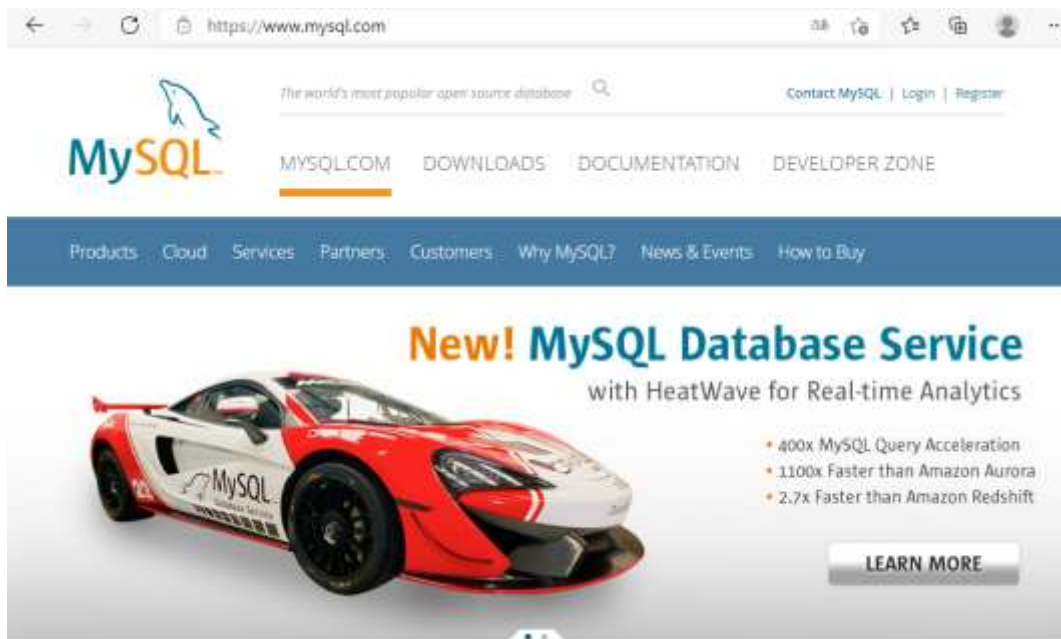 https://www.mysql.com
The world's most popular open source database
Contact MySQL | Login | Register
MySQL
MYSQL.COM DOWNLOADS DOCUMENTATION DEVELOPER ZONE
Products Cloud Services Partners Customers Why MySQL? News & Events How to Buy
New! MySQL Database Service
with HeatWave for Real-time Analytics
• 400x MySQL Query Acceleration
• 1100x Faster than Amazon Aurora
• 2.7x Faster than Amazon Redshift
MySQL
Database Service
LEARN MORE